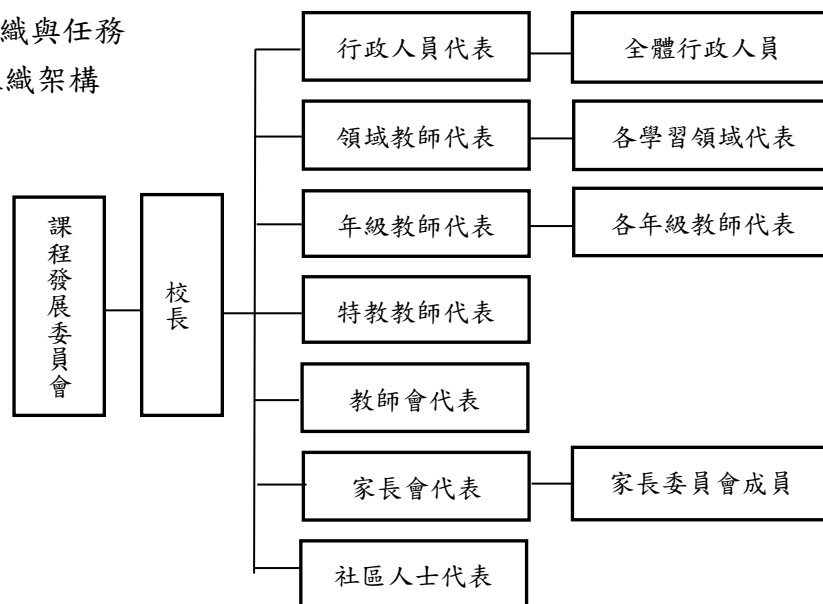 織與任務
織架構
行政人員代表
全體行政人員
領域教師代表
各學習領域代表
年級教師代表
各年級教師代表
課程發展委員會
校長
特教教師代表
教師會代表
家長會代表
家長委員會成員
社區人士代表